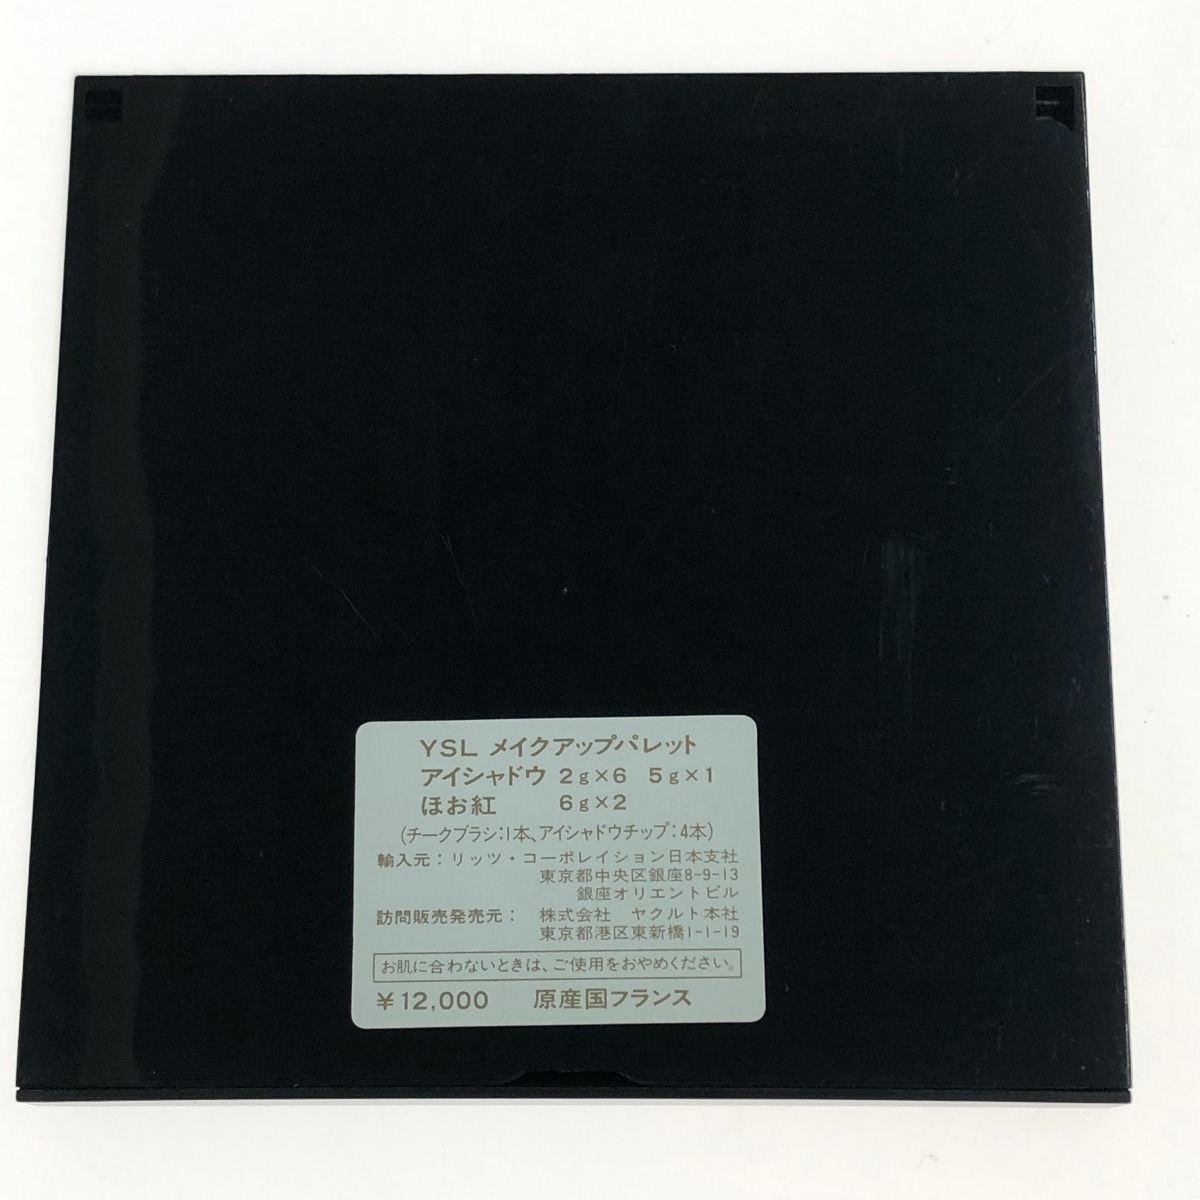 YSL メイクアップパレット
アイシャドウ 2g×6 5g×1
ほお紅 6g×2
(チークブラシ:1本、アイシャドウチップ:4本)
輸入元:リッツ・コーポレイション日本支社
東京都中央区銀座8-9-13
銀座オリエントビル
訪問販売発売元: 株式会社 ヤクルト本社
東京都港区東新橋1-1-19
お肌に合わないときは、ご使用をおやめください。
¥12,000 原産国フランス